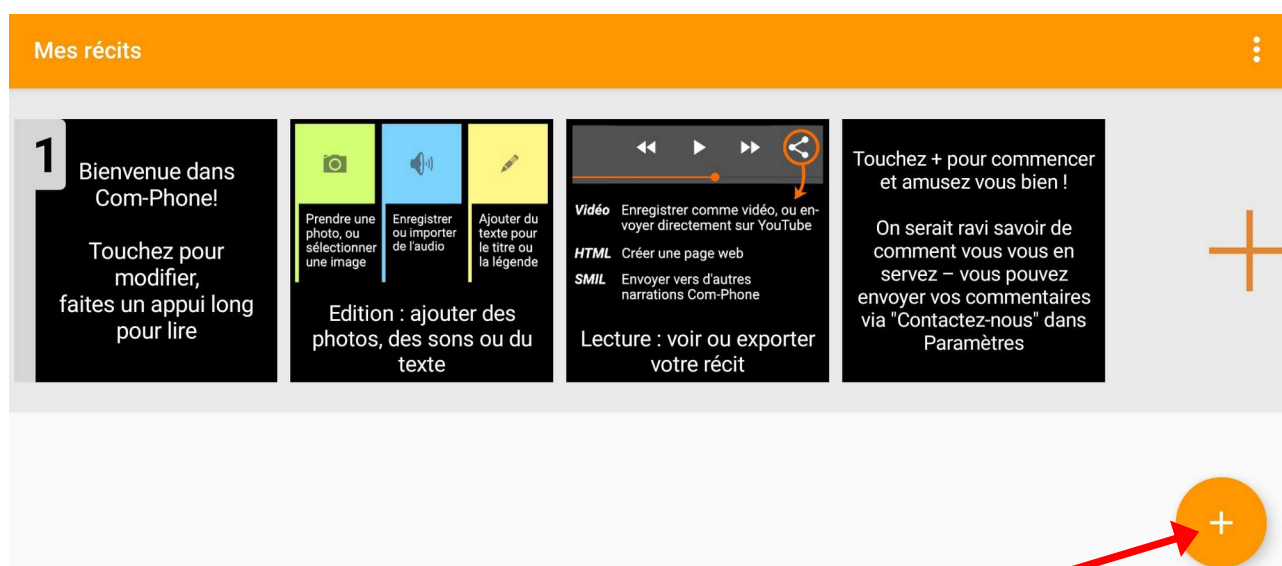 Mes récits
1
Bienvenue dans
Com-Phone!
Touchez pour
modifier,
faites un appui long
pour lire
Prendre une
photo, ou
sélectionner
une image
Enregistrer
ou importer
de l'audio
Ajouter du
texte pour
le titre ou
la légende
Edition : ajouter des
photos, des sons ou du
texte
Vidéo Enregistrer comme vidéo, ou en-
voyer directement sur YouTube
HTML Créer une page web
SMIL Envoyer vers d'autres
narrations Com-Phone
Lecture : voir ou exporter
votre récit
Touchez + pour commencer
et amusez vous bien !
On serait ravi savoir de
comment vous vous en
servez – vous pouvez
envoyer vos commentaires
via "Contactez-nous" dans
Paramètres